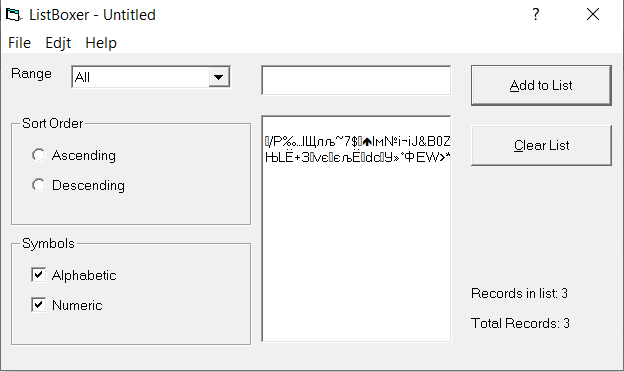 ListBoxer - Untitled
File Edjt Help
Range
All
Add to List
Sort Order
Ascending
Descending
Clear List
Symbols
Alphabetic
Numeric
Records in list: 3
Total Records: 3